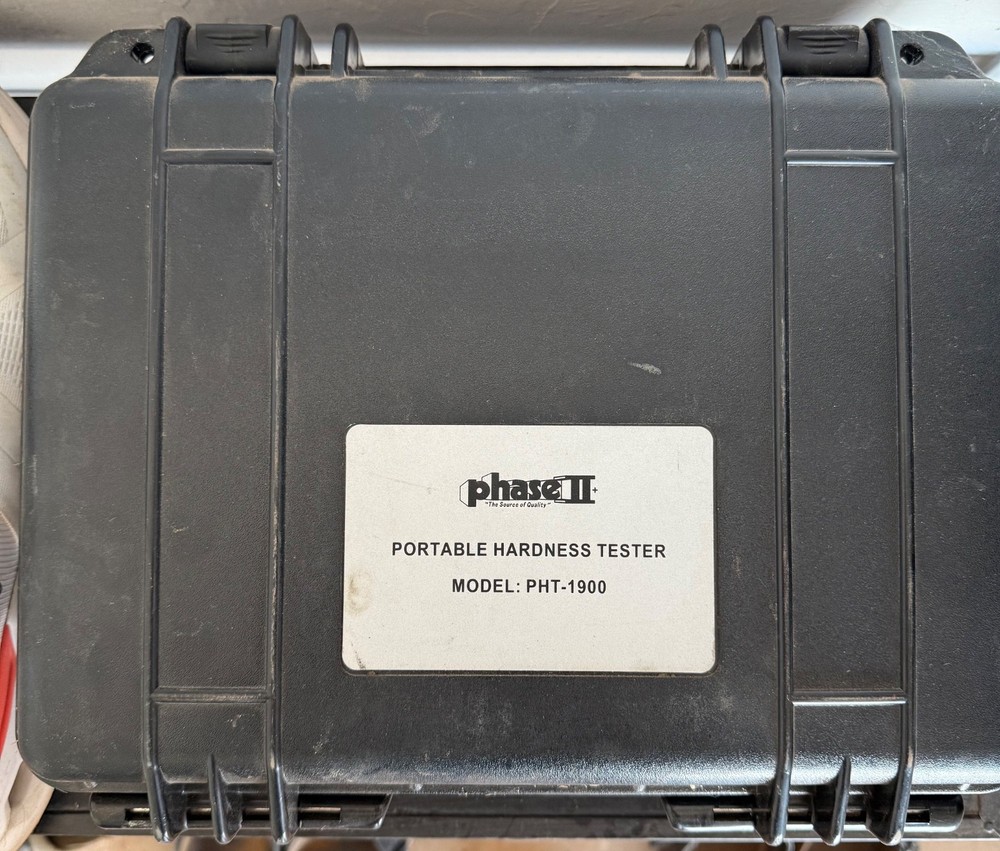 phase II+
"The Source of Quality"
PORTABLE HARDNESS TESTER
MODEL: PHT-1900